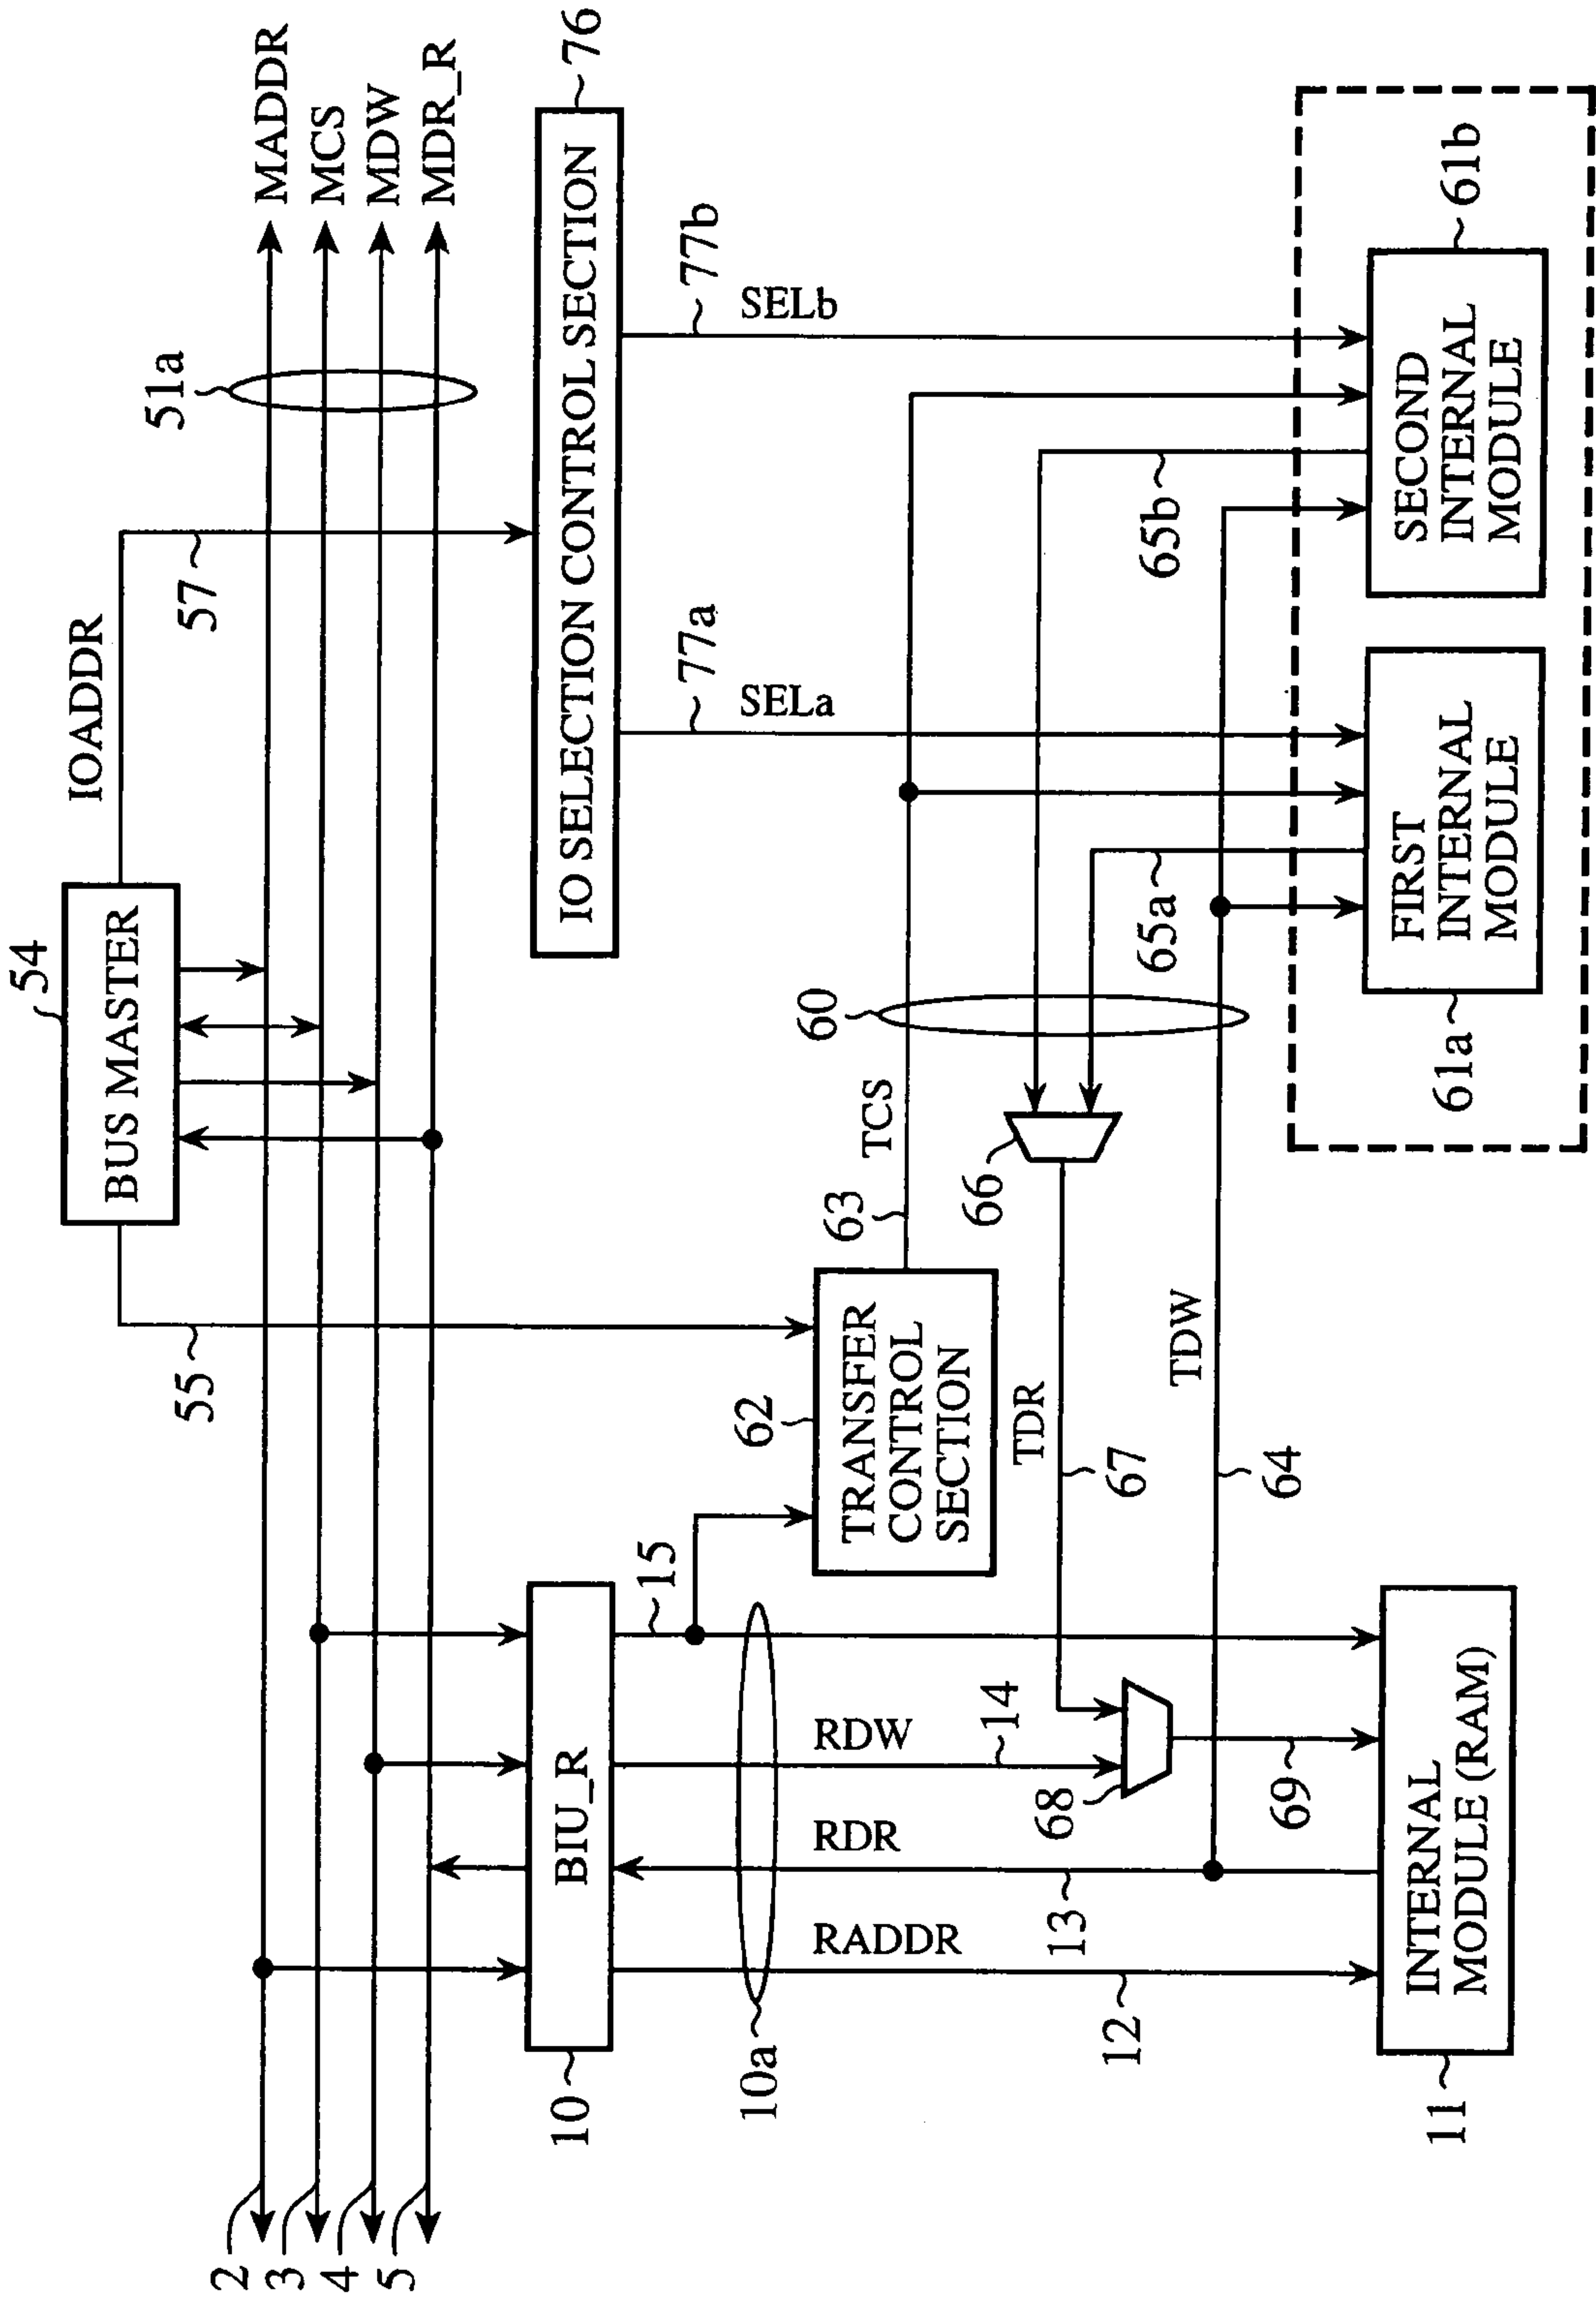 54
BUS MASTER
IOADDR
55
57
51a
MADDR
MCS
MDW
MDR_R
2
3
4
5
10
BIU_R
IO SELECTION CONTROL SECTION
76
10a
15
RADDR
RDR
RDW
14
12
13
62
TRANSFER
CONTROL
SECTION
63
TCS
60
SELa
77a
SELb
77b
TDR
67
66
65a
65b
68
69
64
TDW
11
INTERNAL
MODULE (RAM)
61a
FIRST
INTERNAL
MODULE
SECOND
INTERNAL
MODULE
61b